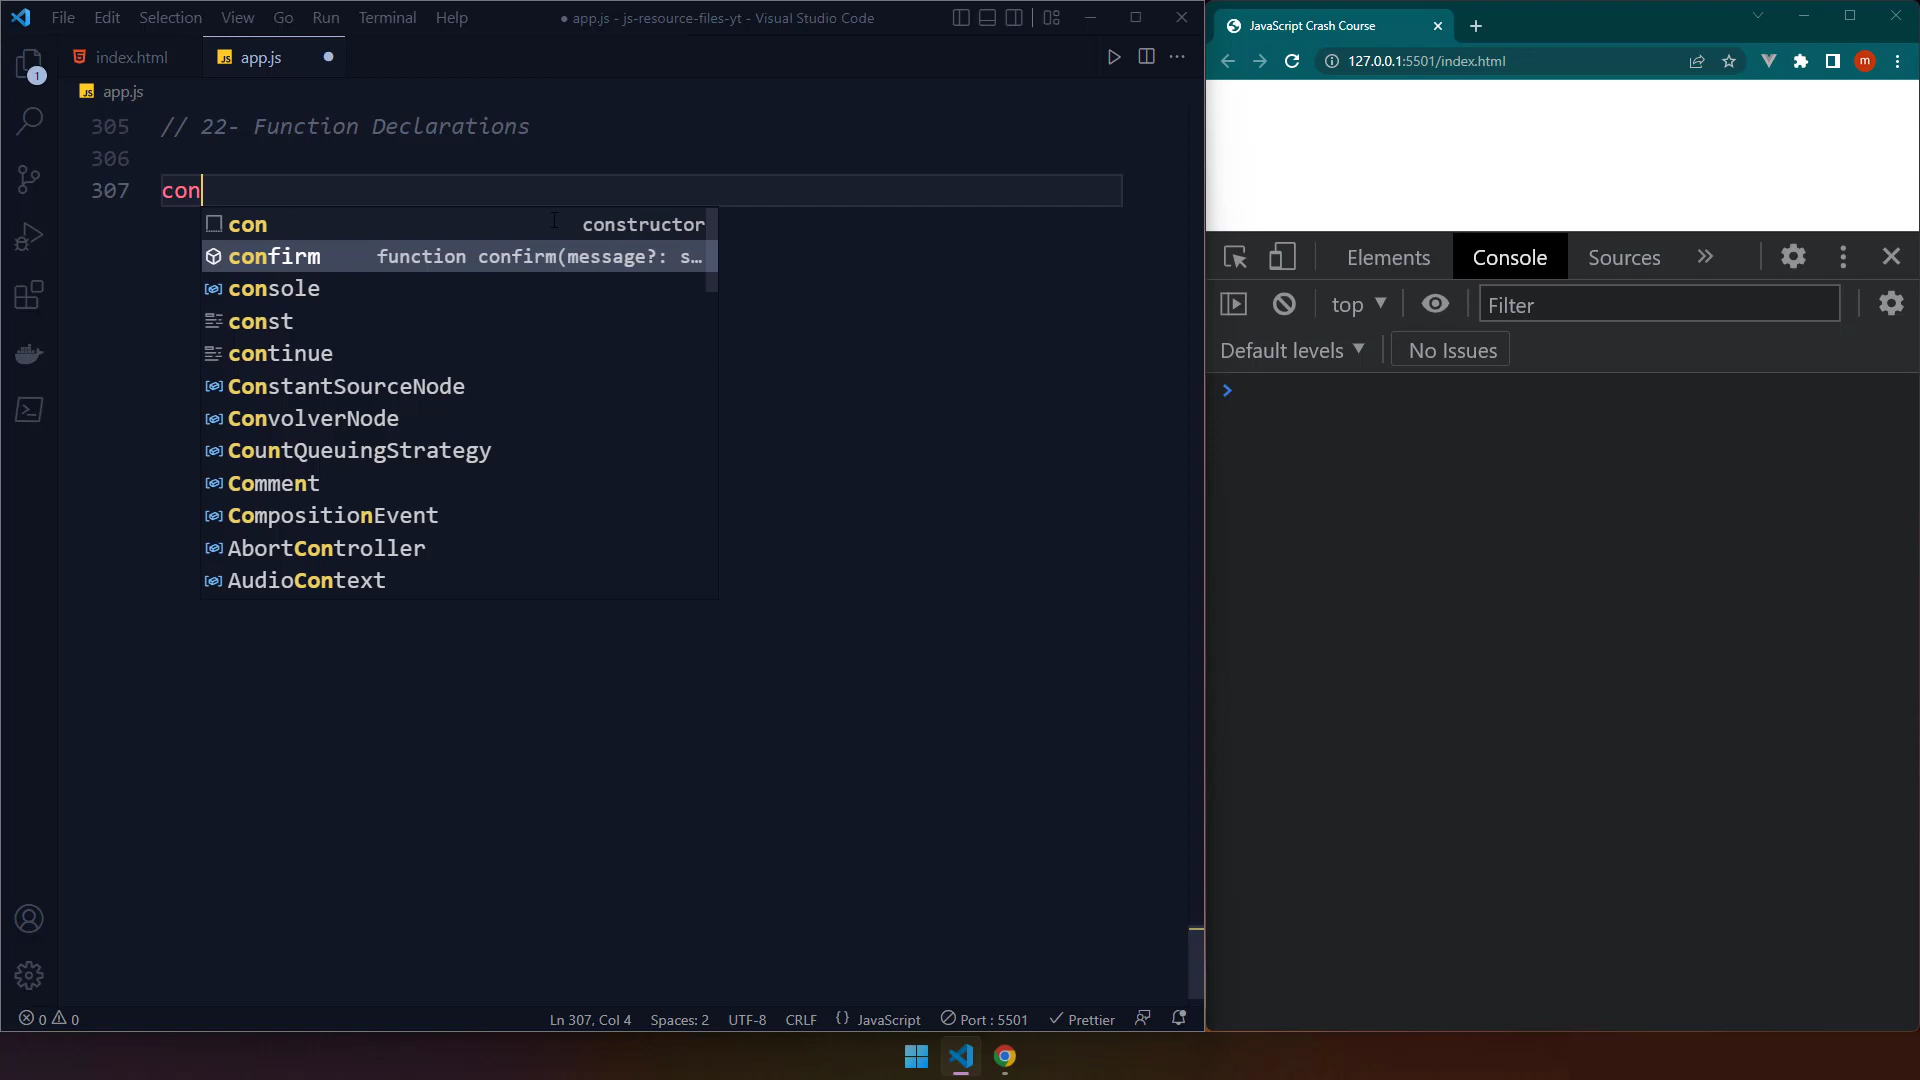 File Edit Selection View Go Run Terminal Help
● app.js - js-resource-files-yt - Visual Studio Code
index.html
JS app.js
1
JS app.js
305 // 22- Function Declarations
306
307 con
con constructor
confirm function confirm(message?: s…
console
const
continue
ConstantSourceNode
ConvolverNode
CountQueuingStrategy
Comment
CompositionEvent
AbortController
AudioContext
0 0
Ln 307, Col 4 Spaces: 2 UTF-8 CRLF {} JavaScript Port : 5501 Prettier
JavaScript Crash Course
127.0.0.1:5501/index.html
m
Elements Console Sources
top Filter
Default levels No Issues